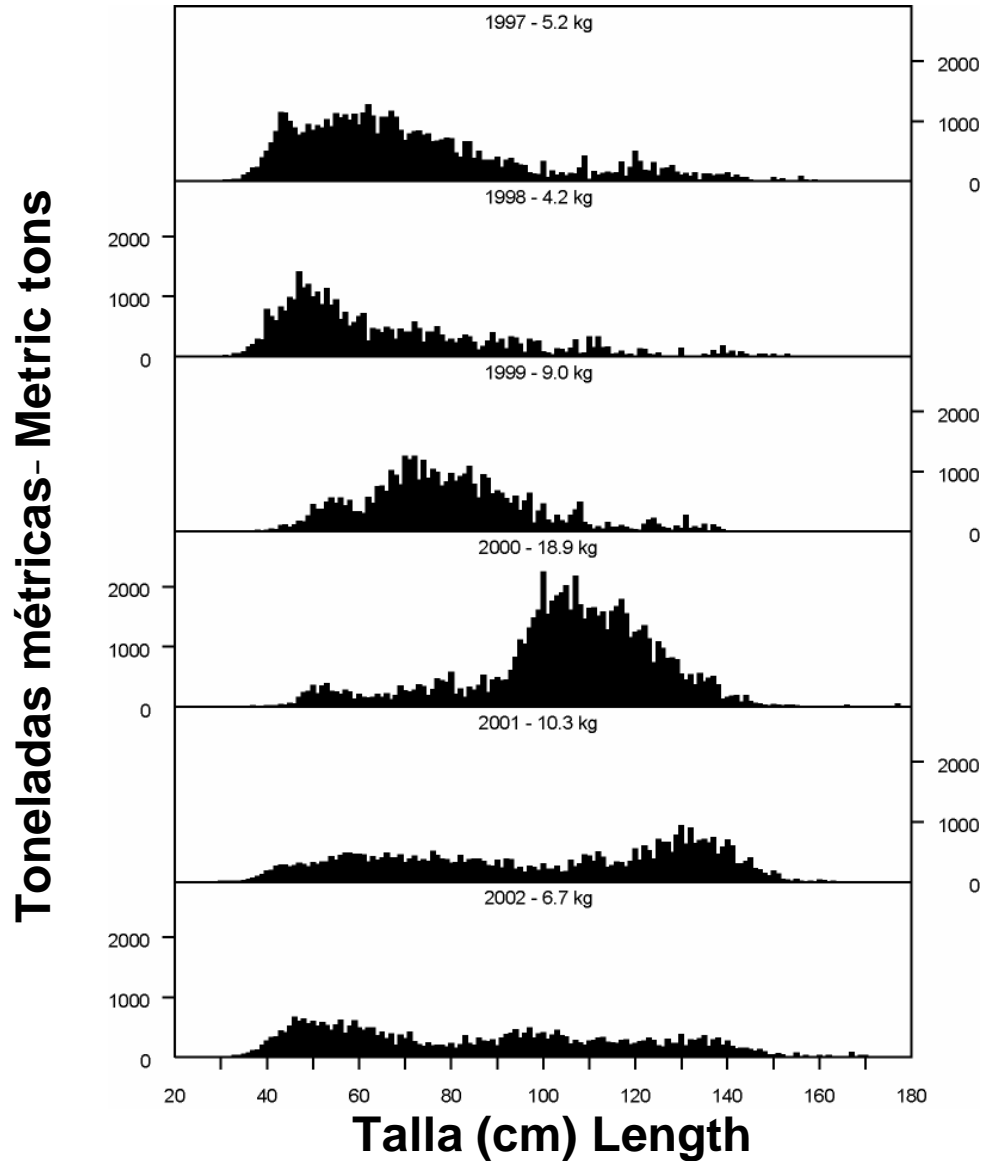 Toneladas métricas- Metric tons
1997 - 5.2 kg
2000
1000
0
1998 - 4.2 kg
2000
1000
0
1999 - 9.0 kg
2000
1000
0
2000 - 18.9 kg
2000
1000
0
2001 - 10.3 kg
2000
1000
0
2002 - 6.7 kg
2000
1000
0
20 40 60 80 100 120 140 160 180
Talla (cm) Length